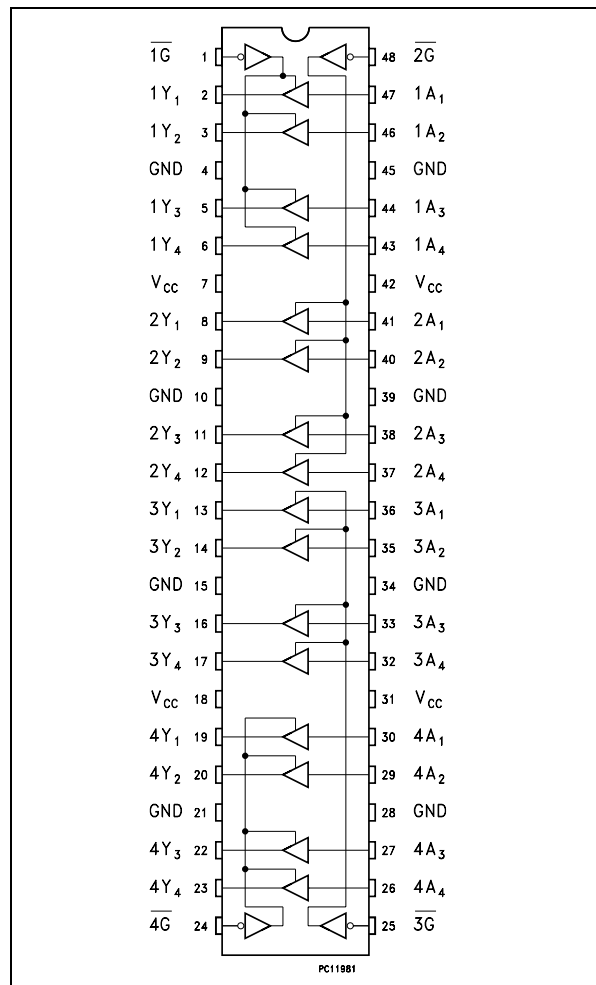 1G 1 48 2G
1Y₁ 2 47 1A₁
1Y₂ 3 46 1A₂
GND 4 45 GND
1Y₃ 5 44 1A₃
1Y₄ 6 43 1A₄
V_CC 7 42 V_CC
2Y₁ 8 41 2A₁
2Y₂ 9 40 2A₂
GND 10 39 GND
2Y₃ 11 38 2A₃
2Y₄ 12 37 2A₄
3Y₁ 13 36 3A₁
3Y₂ 14 35 3A₂
GND 15 34 GND
3Y₃ 16 33 3A₃
3Y₄ 17 32 3A₄
V_CC 18 31 V_CC
4Y₁ 19 30 4A₁
4Y₂ 20 29 4A₂
GND 21 28 GND
4Y₃ 22 27 4A₃
4Y₄ 23 26 4A₄
4G 24 25 3G
PC11981